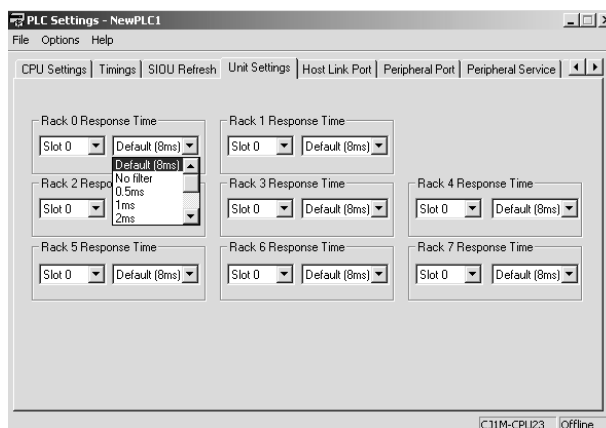 PLC Settings - NewPLC1
File Options Help
CPU Settings Timings SIOU Refresh Unit Settings Host Link Port Peripheral Port Peripheral Service
Rack 0 Response Time Rack 1 Response Time
Slot 0 Default (8ms) Slot 0 Default (8ms)
Default (8ms)
No filter
0.5ms
1ms
2ms
Rack 2 Respo Rack 3 Response Time Rack 4 Response Time
Slot 0 Slot 0 Default (8ms) Slot 0 Default (8ms)
Rack 5 Response Time Rack 6 Response Time Rack 7 Response Time
Slot 0 Default (8ms) Slot 0 Default (8ms) Slot 0 Default (8ms)
CJ1M-CPU23 Offline